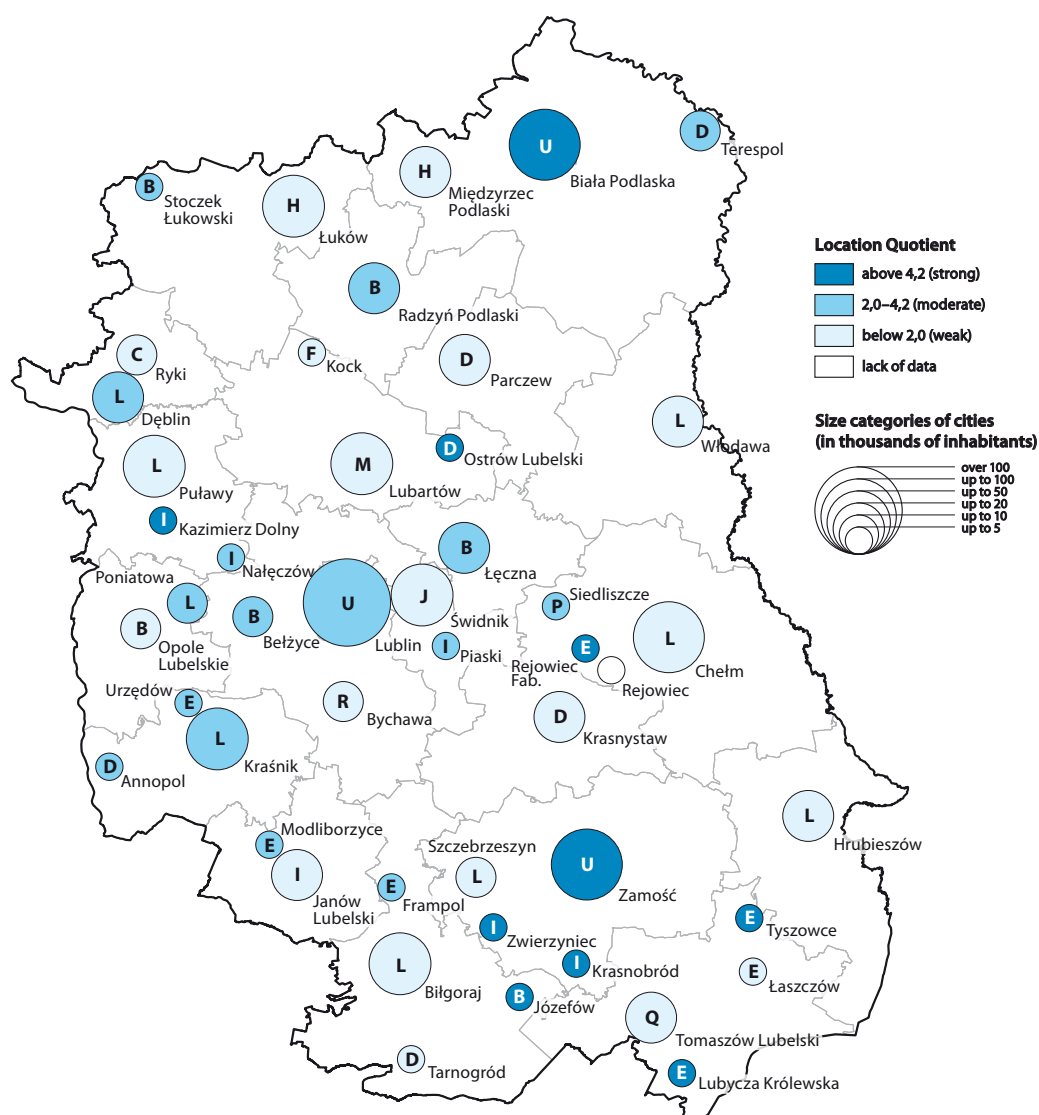 U
Biała Podlaska
D
Terespol
H
Międzyrzec
Podlaski
B
Stoczek
Łukowski
H
Łuków
B
Radzyń Podlaski
Location Quotient
above 4,2 (strong)
2,0–4,2 (moderate)
below 2,0 (weak)
lack of data
C
Ryki
F
Kock
D
Parczew
L
Dęblin
L
Włodawa
Size categories of cities
(in thousands of inhabitants)
over 100
up to 100
up to 50
up to 20
up to 10
up to 5
L
Puławy
M
Lubartów
D
Ostrów Lubelski
I
Kazimierz Dolny
I
Nałęczów
B
Łęczna
Poniatowa
L
B
Bełżyce
U
Lublin
J
Świdnik
I
Piaski
P
Siedliszcze
B
Opole
Lubelskie
E
Rejowiec
Fab.
Rejowiec
L
Chełm
Urzędów
E
R
Bychawa
D
Krasnystaw
L
Kraśnik
D
Annopol
L
Hrubieszów
Modliborzyce
E
I
Janów
Lubelski
E
Frampol
Szczebrzeszyn
L
U
Zamość
I
Zwierzyniec
E
Tyszowce
L
Biłgoraj
I
Krasnobród
E
Łaszczów
B
Józefów
Q
Tomaszów Lubelski
D
Tarnogród
E
Lubycza Królewska